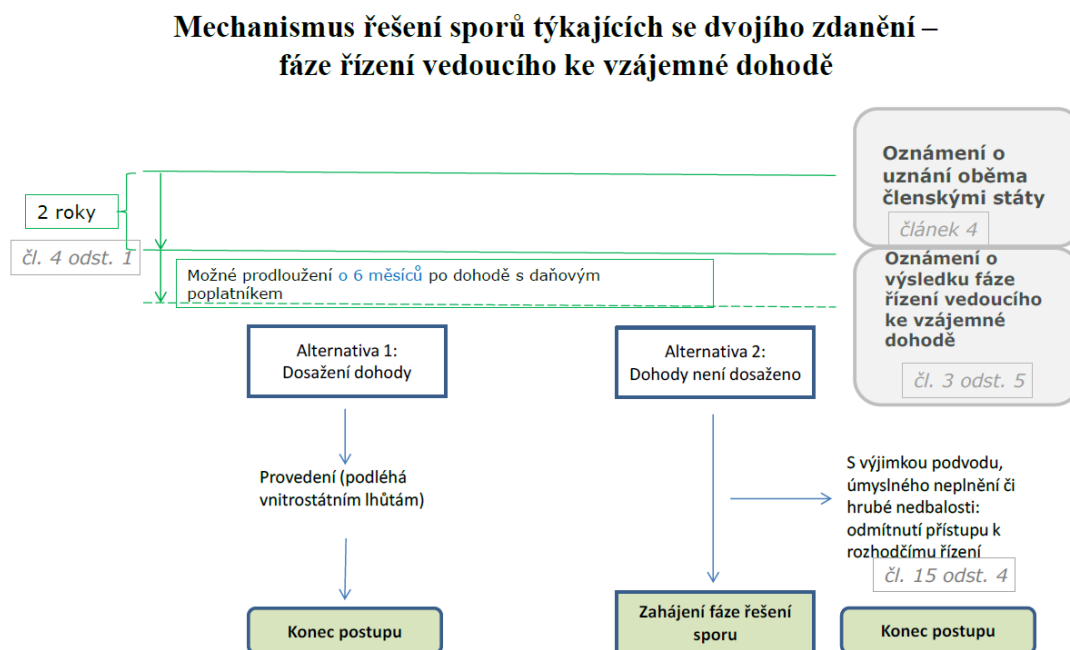 Mechanismus řešení sporů týkajících se dvojího zdanění –
fáze řízení vedoucího ke vzájemné dohodě
Oznámení o
uznání oběma
členskými státy
článek 4
2 roky
čl. 4 odst. 1
Možné prodloužení o 6 měsíců po dohodě s daňovým
poplatníkem
Oznámení o
výsledku fáze
řízení vedoucího
ke vzájemné
dohodě
čl. 3 odst. 5
Alternativa 1:
Dosažení dohody
Alternativa 2:
Dohody není dosaženo
Provedení (podléhá
vnitrostátním lhůtám)
S výjimkou podvodu,
úmyslného neplnění či
hrubé nedbalosti:
odmítnutí přístupu k
rozhodčímu řízení
čl. 15 odst. 4
Konec postupu
Zahájení fáze řešení
sporu
Konec postupu